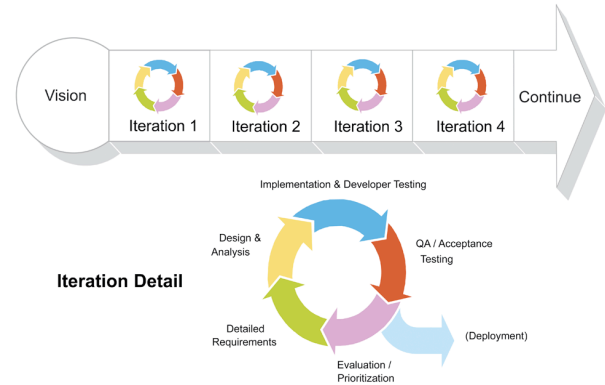 Vision
Iteration 1
Iteration 2
Iteration 3
Iteration 4
Continue
Implementation & Developer Testing
Design &
Analysis
QA / Acceptance
Testing
Iteration Detail
Detailed
Requirements
(Deployment)
Evaluation /
Prioritization